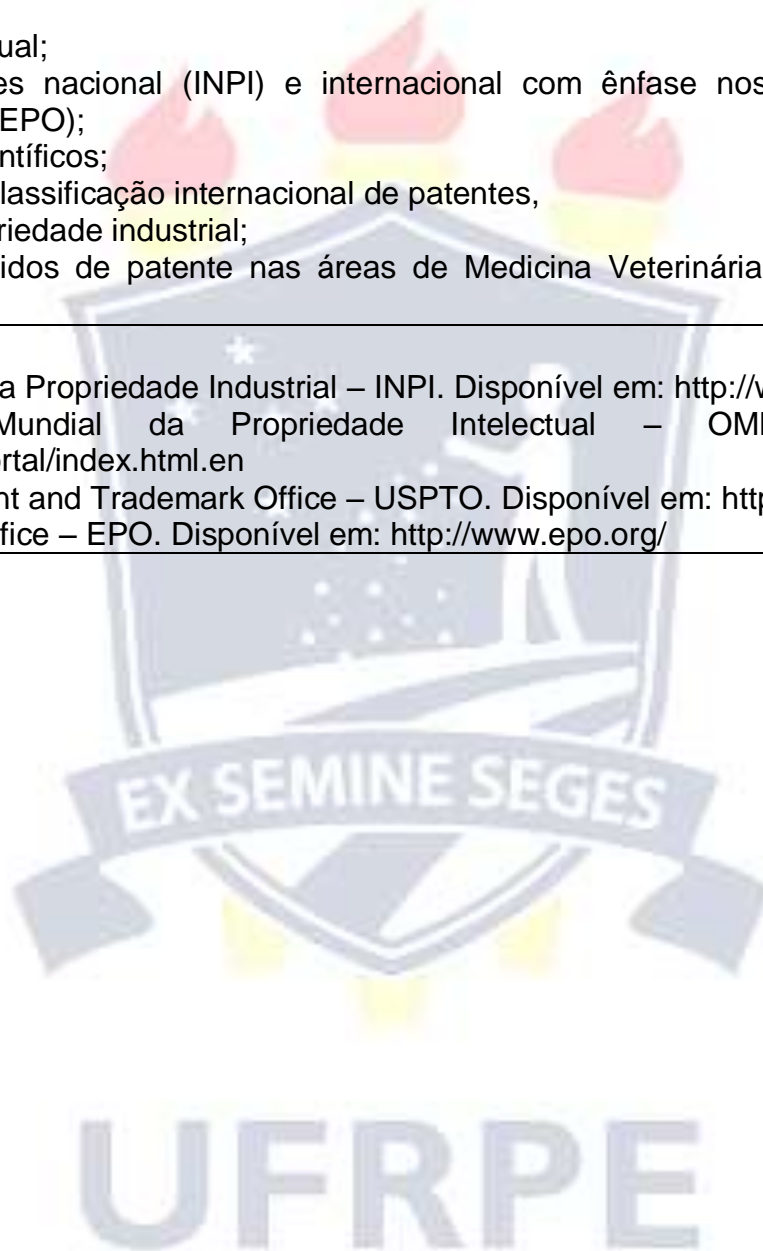 ual;
es nacional (INPI) e internacional com ênfase nos
EPO);
ntíficos;
lassificação internacional de patentes,
riedade industrial;
idos de patente nas áreas de Medicina Veterinária
a Propriedade Industrial – INPI. Disponível em: http://w
Mundial da Propriedade Intelectual – OM
ortal/index.html.en
nt and Trademark Office – USPTO. Disponível em: http
fice – EPO. Disponível em: http://www.epo.org/
EX SEMINE SEGES
UFRPE